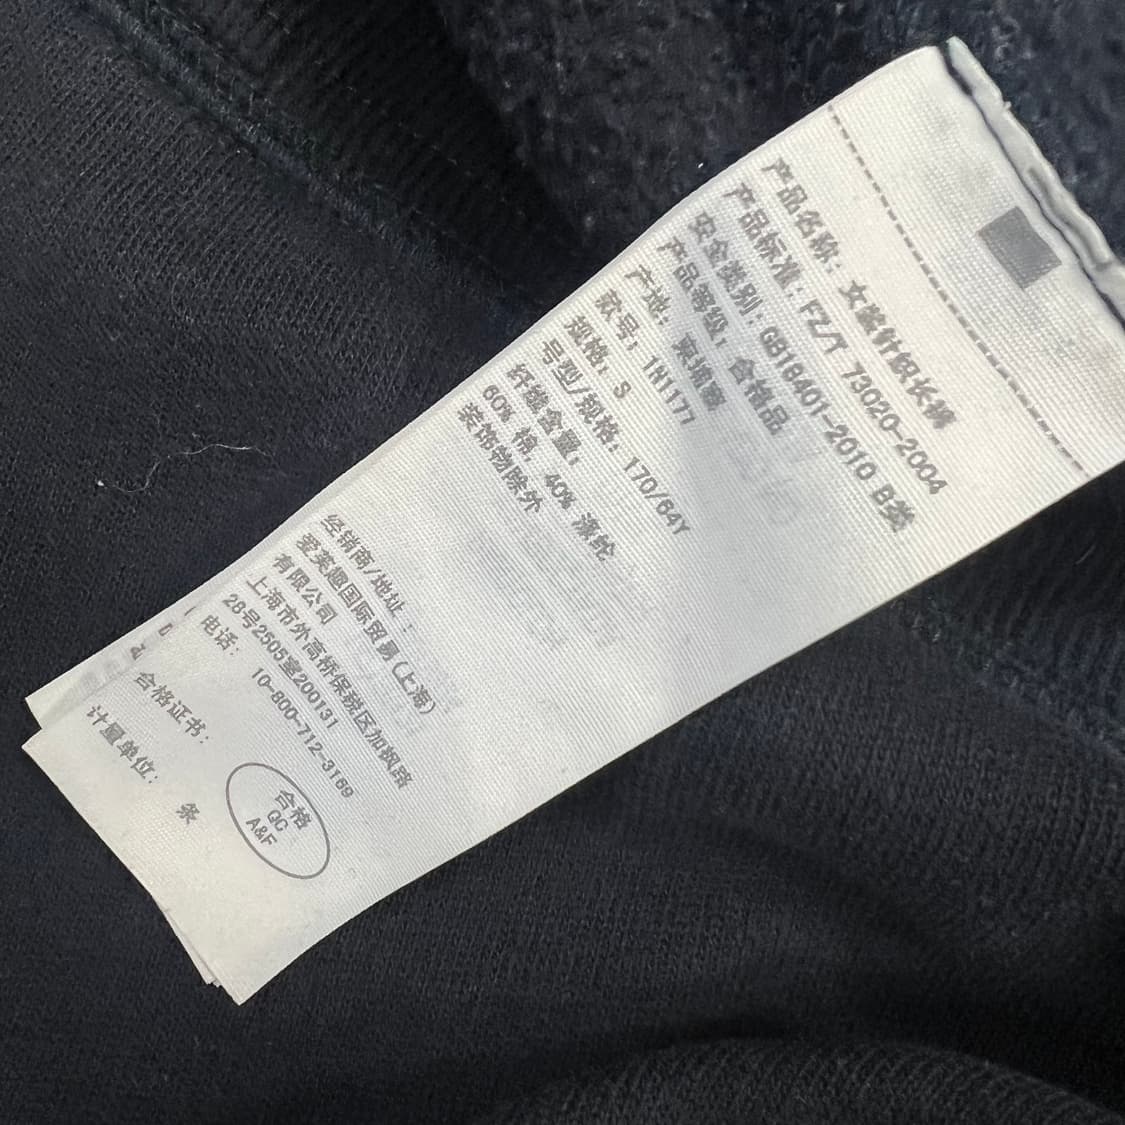 产品名称: 女装针织长裤
产品标准: FZ/T 73020-2004
安全类别: GB18401-2010 B类
产品等级: 合格品
产地: 柬埔寨
款号: 1N1177
规格: S
号型/规格: 170/64Y
纤维含量:
60% 棉, 40% 涤纶
装饰物除外
经销商/地址:
爱芙趣国际贸易(上海)
有限公司
上海市外高桥保税区加枫路
28号2505室200131
电话: 10-800-712-3169
合格证书:
合格
QC
A&F
计量单位: 条